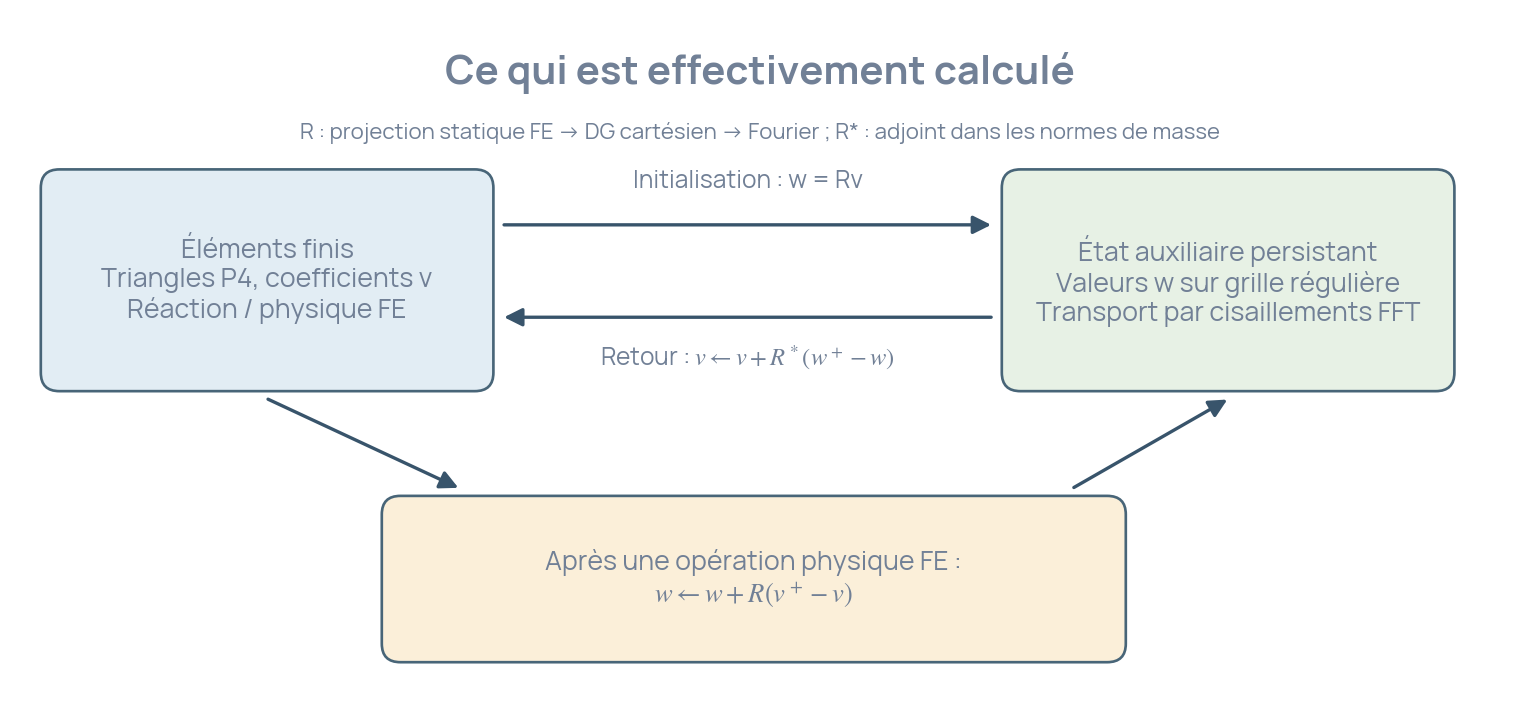 Ce qui est effectivement calculé
R : projection statique FE → DG cartésien → Fourier ; R* : adjoint dans les normes de masse
Initialisation : w = Rv
Éléments finis
Triangles P4, coefficients v
Réaction / physique FE
État auxiliaire persistant
Valeurs w sur grille régulière
Transport par cisaillements FFT
Retour : v ← v + R*(w⁺ − w)
Après une opération physique FE :
w ← w + R(v⁺ − v)